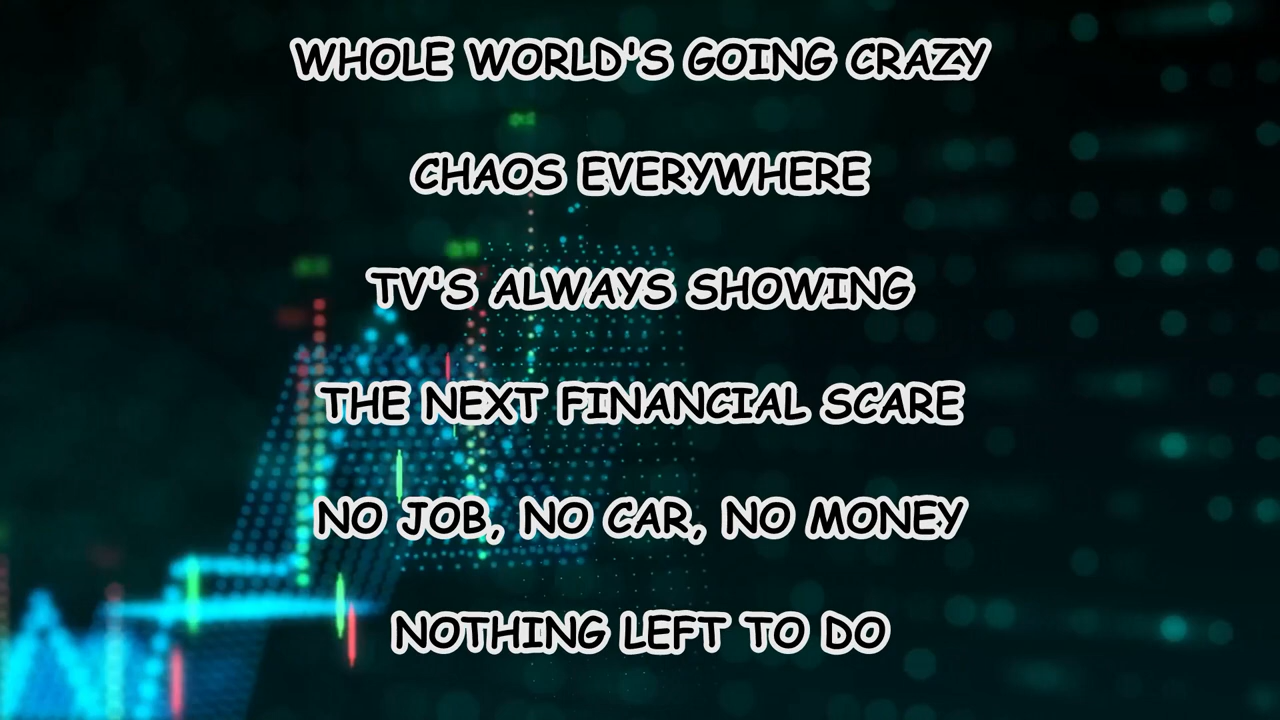 WHOLE WORLD'S GOING CRAZY
CHAOS EVERYWHERE
TV'S ALWAYS SHOWING
THE NEXT FINANCIAL SCARE
NO JOB, NO CAR, NO MONEY
NOTHING LEFT TO DO